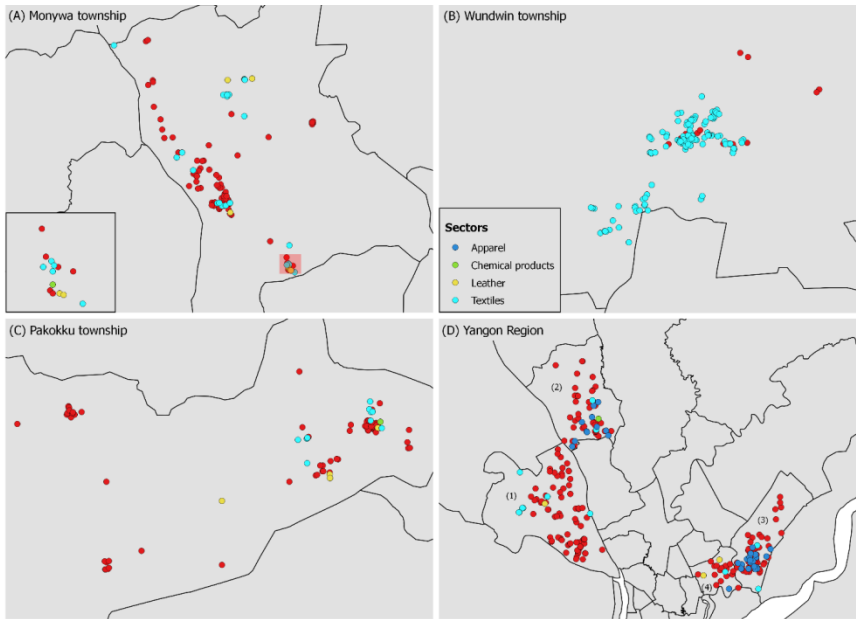 (A) Monywa township
(B) Wundwin township
Sectors
Apparel
Chemical products
Leather
Textiles
(C) Pakokku township
(D) Yangon Region
(2)
(1)
(3)
(4)